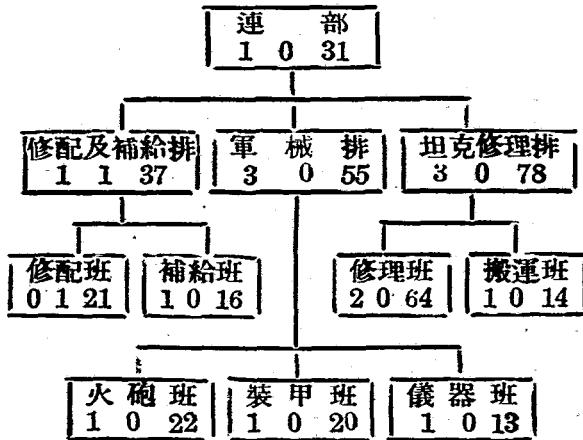 連 部
1 0 31
修配及補給排
1 1 37
軍械排
3 0 55
坦克修理排
3 0 78
修配班
0 1 21
補給班
1 0 16
修理班
2 0 64
搬運班
1 0 14
火砲班
1 0 22
裝甲班
1 0 20
儀器班
1 0 13